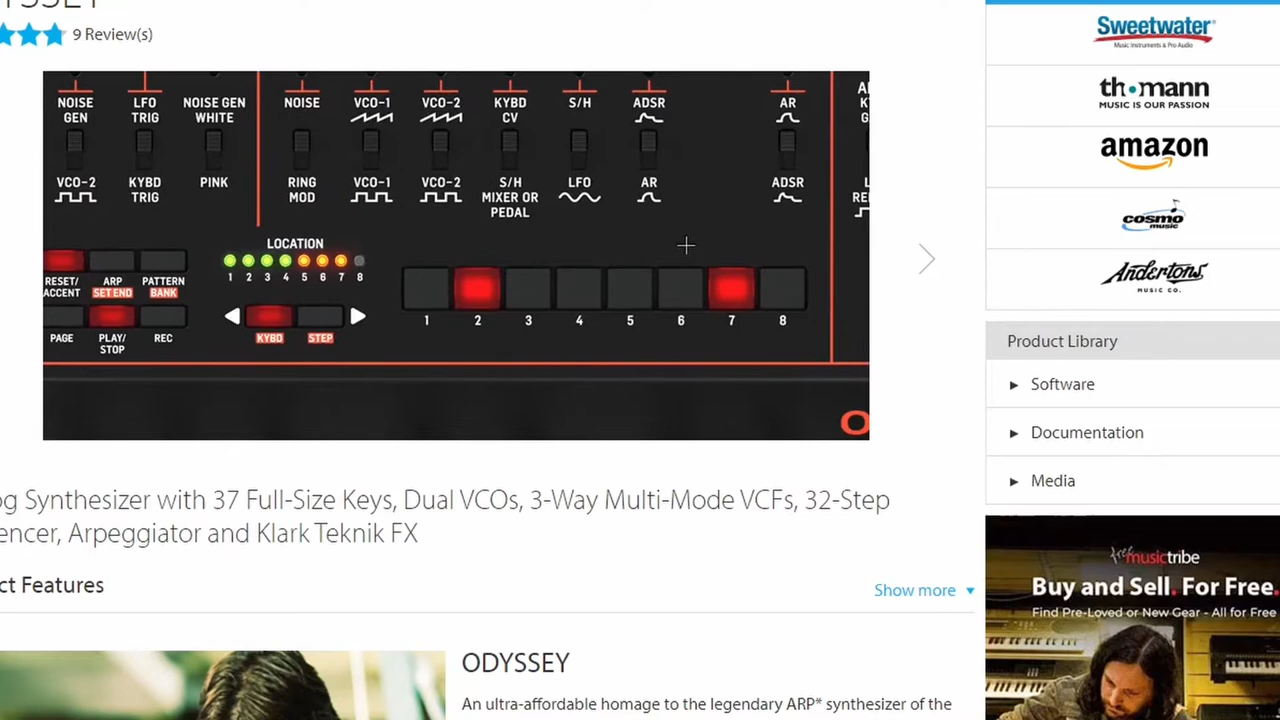 9 Review(s)
NOISE GEN
LFO TRIG
NOISE GEN WHITE
NOISE
VCO-1
VCO-2
KYBD CV
S/H
ADSR
AR
VCO-2
KYBD TRIG
PINK
RING MOD
VCO-1
VCO-2
S/H MIXER OR PEDAL
LFO
AR
ADSR
LOCATION
1 2 3 4 5 6 7 8
RESET/ ACCENT
ARP SET END
PATTERN BANK
KYBD STEP
1 2 3 4 5 6 7 8
PAGE
PLAY/ STOP
REC
og Synthesizer with 37 Full-Size Keys, Dual VCOs, 3-Way Multi-Mode VCFs, 32-Step
encer, Arpeggiator and Klark Teknik FX
ct Features
Show more
ODYSSEY
An ultra-affordable homage to the legendary ARP* synthesizer of the
Sweetwater
Music Instruments & Pro Audio
th•mann
MUSIC IS OUR PASSION
amazon
cosmo music
Andertons
MUSIC CO.
Product Library
Software
Documentation
Media
free musictribe
Buy and Sell. For Free.
Find Pre-Loved or New Gear - All for Free